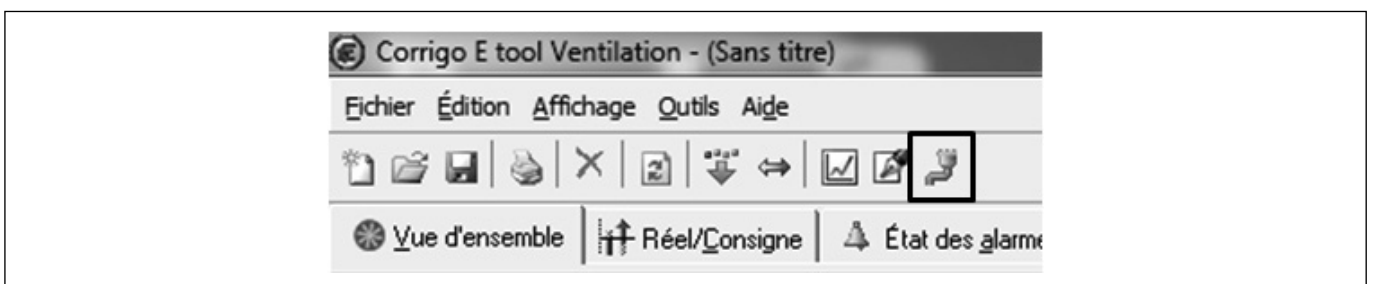 Corrigo E tool Ventilation - (Sans titre)
Fichier Édition Affichage Outils Aide
Vue d'ensemble Réel/Consigne État des alarme